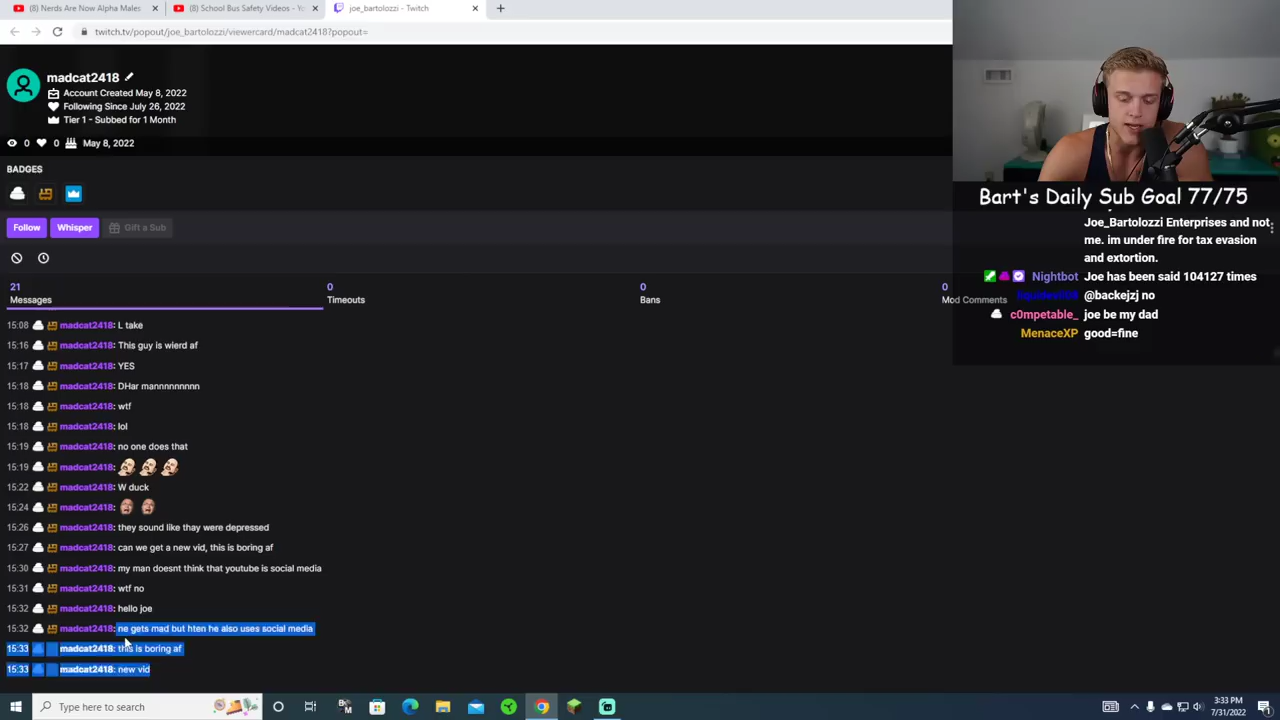 (8) Nerds Are Now Alpha Males
(8) School Bus Safety Videos - Yo
joe_bartolozzi - Twitch
twitch.tv/popout/joe_bartolozzi/viewercard/madcat2418?popout=
madcat2418
Account Created May 8, 2022
Following Since July 26, 2022
Tier 1 - Subbed for 1 Month
0 0 May 8, 2022
BADGES
Follow Whisper Gift a Sub
21 0 0 0
Messages Timeouts Bans Mod Comments
15:08 madcat2418: L take
15:16 madcat2418: This guy is wierd af
15:17 madcat2418: YES
15:18 madcat2418: DHar mannnnnnnn
15:18 madcat2418: wtf
15:18 madcat2418: lol
15:19 madcat2418: no one does that
15:19 madcat2418:
15:22 madcat2418: W duck
15:24 madcat2418:
15:26 madcat2418: they sound like thay were depressed
15:27 madcat2418: can we get a new vid, this is boring af
15:30 madcat2418: my man doesnt think that youtube is social media
15:31 madcat2418: wtf no
15:32 madcat2418: hello joe
15:32 madcat2418: ne gets mad but hten he also uses social media
15:33 madcat2418: this is boring af
15:33 madcat2418: new vid
Bart's Daily Sub Goal 77/75
Joe_Bartolozzi Enterprises and not
me. im under fire for tax evasion
and extortion.
Nightbot Joe has been said 104127 times
@backejzj no
c0mpetable_ joe be my dad
MenaceXP good=fine
Type here to search
3:33 PM
7/31/2022